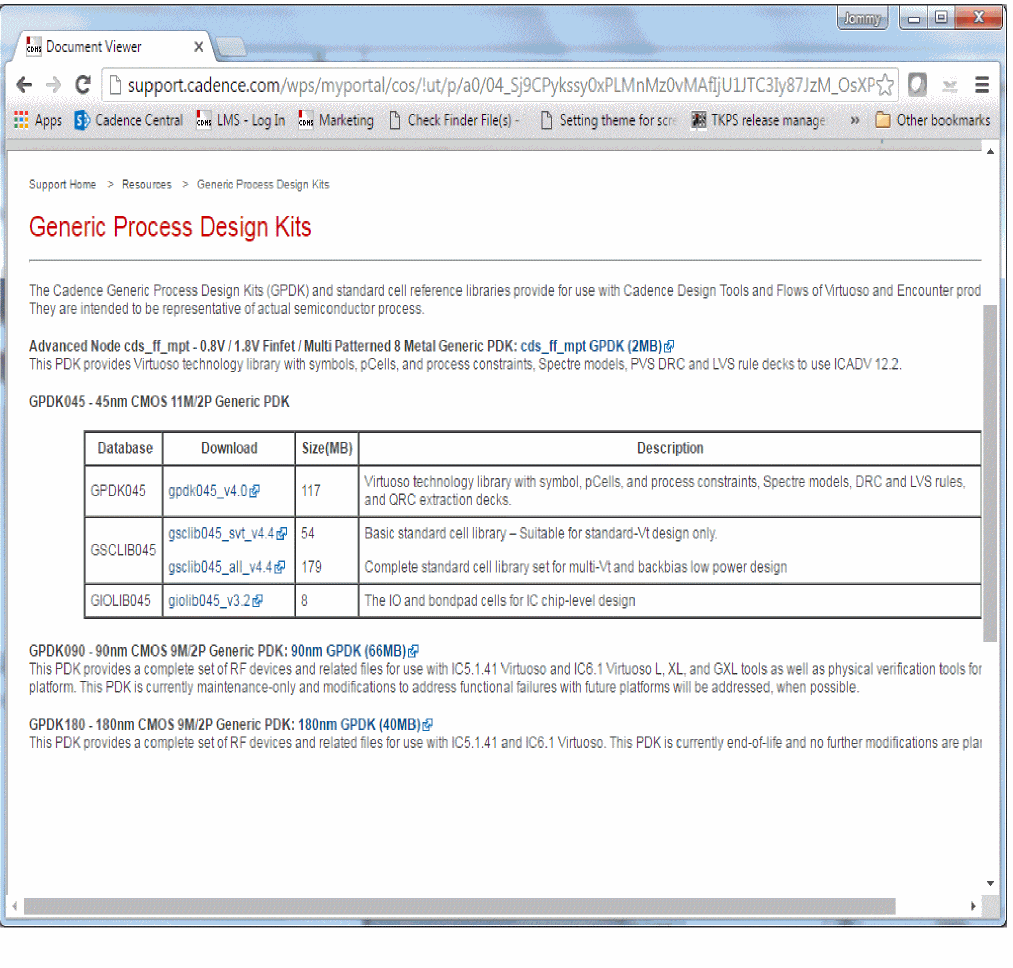 Jommy
CDNS Document Viewer
support.cadence.com/wps/myportal/cos/!ut/p/a0/04_Sj9CPykssy0xPLMnMz0vMAfIjU1JTC3Iy87JzM_OsXP
Apps Cadence Central CDNS LMS - Log In CDNS Marketing Check Finder File(s) - Setting theme for scre TKPS release manage » Other bookmarks
Support Home > Resources > Generic Process Design Kits
Generic Process Design Kits
The Cadence Generic Process Design Kits (GPDK) and standard cell reference libraries provide for use with Cadence Design Tools and Flows of Virtuoso and Encounter prod
They are intended to be representative of actual semiconductor process.
Advanced Node cds_ff_mpt - 0.8V / 1.8V Finfet / Multi Patterned 8 Metal Generic PDK: cds_ff_mpt GPDK (2MB)
This PDK provides Virtuoso technology library with symbols, pCells, and process constraints, Spectre models, PVS DRC and LVS rule decks to use ICADV 12.2.
GPDK045 - 45nm CMOS 11M/2P Generic PDK
Database Download Size(MB) Description
GPDK045 gpdk045_v4.0 117 Virtuoso technology library with symbol, pCells, and process constraints, Spectre models, DRC and LVS rules,
and QRC extraction decks.
GSCLIB045 gsclib045_svt_v4.4 54 Basic standard cell library – Suitable for standard-Vt design only.
gsclib045_all_v4.4 179 Complete standard cell library set for multi-Vt and backbias low power design
GIOLIB045 giolib045_v3.2 8 The IO and bondpad cells for IC chip-level design
GPDK090 - 90nm CMOS 9M/2P Generic PDK: 90nm GPDK (66MB)
This PDK provides a complete set of RF devices and related files for use with IC5.1.41 Virtuoso and IC6.1 Virtuoso L, XL, and GXL tools as well as physical verification tools for
platform. This PDK is currently maintenance-only and modifications to address functional failures with future platforms will be addressed, when possible.
GPDK180 - 180nm CMOS 9M/2P Generic PDK: 180nm GPDK (40MB)
This PDK provides a complete set of RF devices and related files for use with IC5.1.41 and IC6.1 Virtuoso. This PDK is currently end-of-life and no further modifications are plan